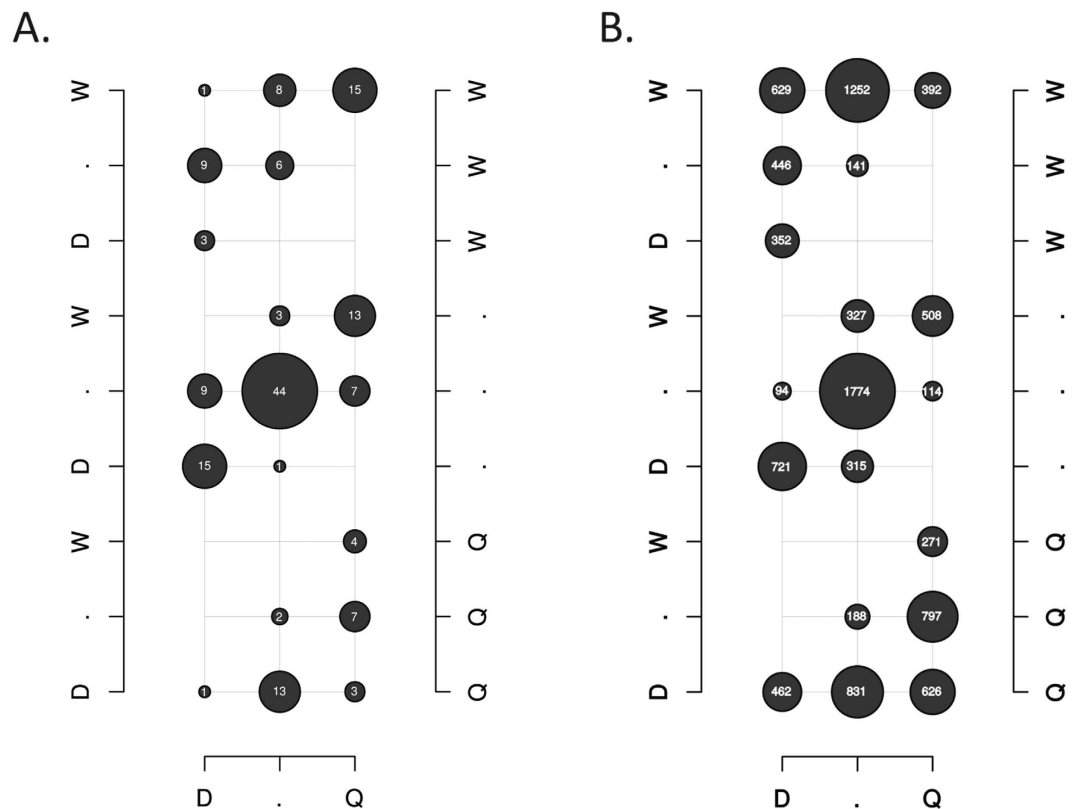 A. B.
W 1 8 15 W W 629 1252 392 W
. 9 6 W . 446 141 W
D 3 W D 352 W
W 3 13 . W 327 508 .
. 9 44 7 . . 94 1774 114 .
D 15 1 . D 721 315 .
W 4 Q W 271 Q
. 2 7 Q . 188 797 Q
D 1 13 3 Q D 462 831 626 Q
D . Q D . Q